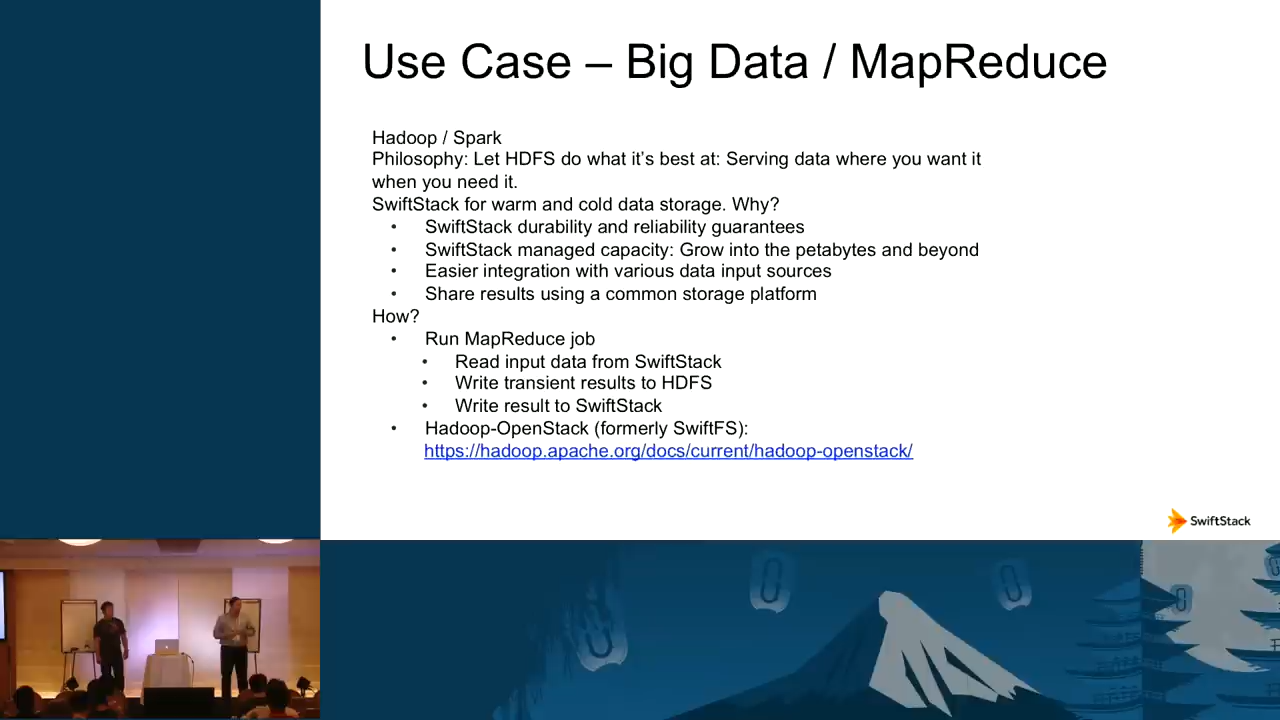 Use Case – Big Data / MapReduce
Hadoop / Spark
Philosophy: Let HDFS do what it’s best at: Serving data where you want it
when you need it.
SwiftStack for warm and cold data storage. Why?
• SwiftStack durability and reliability guarantees
• SwiftStack managed capacity: Grow into the petabytes and beyond
• Easier integration with various data input sources
• Share results using a common storage platform
How?
• Run MapReduce job
• Read input data from SwiftStack
• Write transient results to HDFS
• Write result to SwiftStack
• Hadoop-OpenStack (formerly SwiftFS):
https://hadoop.apache.org/docs/current/hadoop-openstack/
SwiftStack